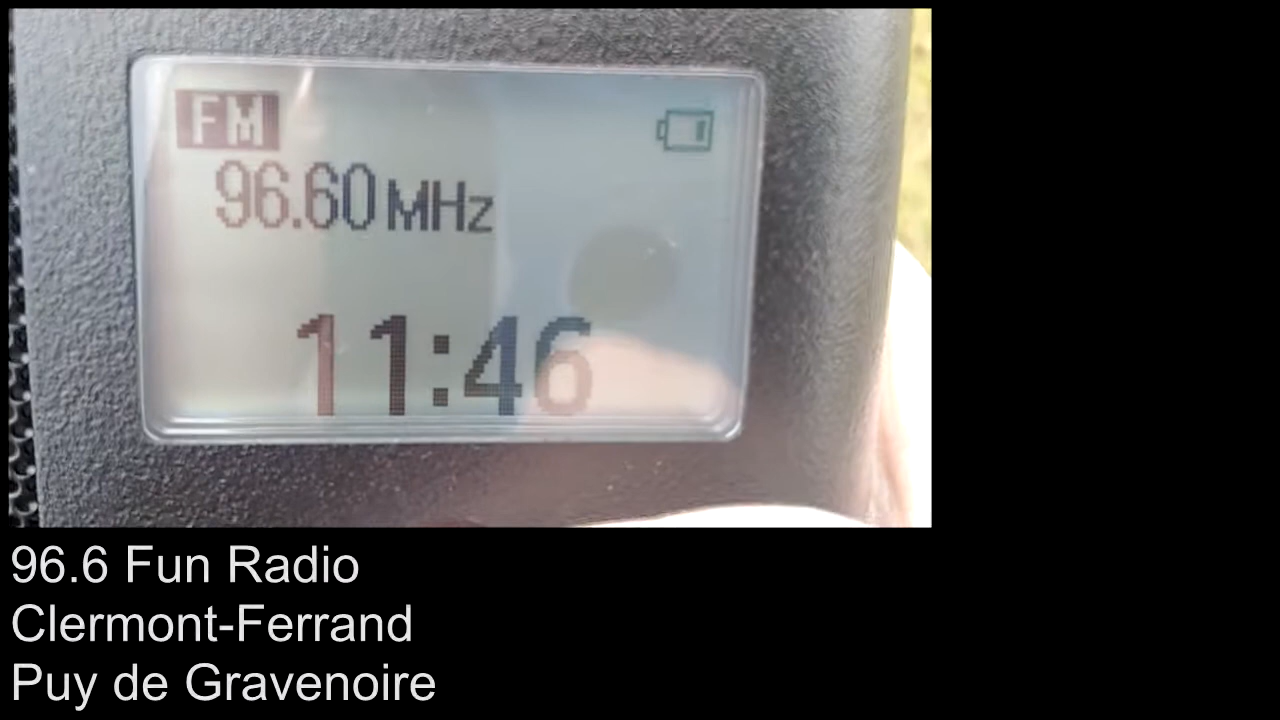 FM
96.60 MHz
11:46
96.6 Fun Radio
Clermont-Ferrand
Puy de Gravenoire